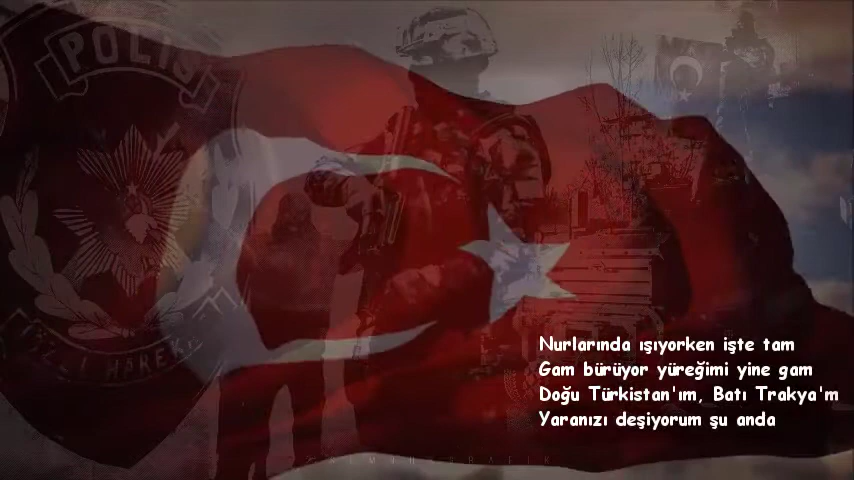 POLİS
Nurlarında ışıyorken işte tam
Gam bürüyor yüreğimi yine gam
Doğu Türkistan'ım, Batı Trakya'm
Yaranızı deşiyorum şu anda